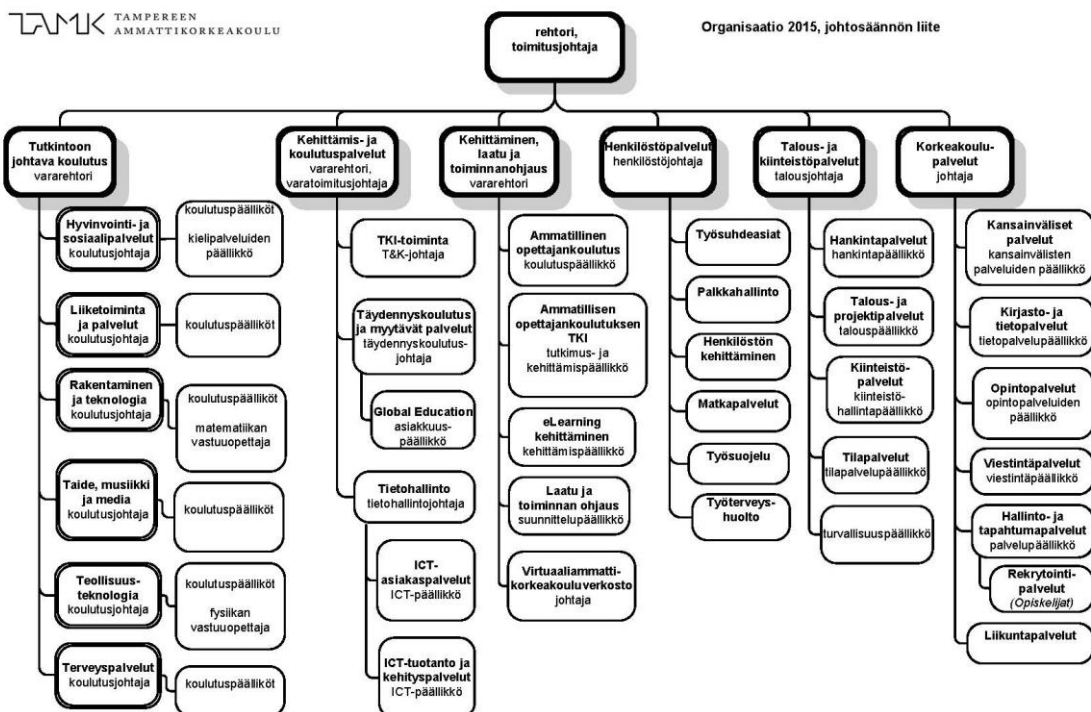 TAMK TAMPEREEN
AMMATTIKORKEAKOULU
Organisaatio 2015, johtosäännön liite
rehtori,
toimitusjohtaja
Tutkintoon
johtava koulutus
vararehtori
Hyvinvointi- ja
sosiaalipalvelut
koulutusjohtaja
koulutuspäälliköt
kielipalveluiden
päällikkö
Liiketoiminta
ja palvelut
koulutusjohtaja
koulutuspäälliköt
Rakentaminen
ja teknologia
koulutusjohtaja
koulutuspäälliköt
matematiikan
vastuuopettaja
Taide, musiikki
ja media
koulutusjohtaja
koulutuspäälliköt
Teollisuus-
teknologia
koulutusjohtaja
koulutuspäälliköt
fysiikan
vastuuopettaja
Terveyspalvelut
koulutusjohtaja
koulutuspäälliköt
Kehittämis- ja
koulutuspalvelut
vararehtori,
varatoimitusjohtaja
TKI-toiminta
T&K-johtaja
Täydennyskoulutus
ja myytävät palvelut
täydennyskoulutus-
johtaja
Global Education
asiakkuus-
päällikkö
Tietohallinto
tietohallintojohtaja
ICT-
asiakaspalvelut
ICT-päällikkö
ICT-tuotanto ja
kehityspalvelut
ICT-päällikkö
Kehittäminen,
laatu ja
toiminnanohjaus
vararehtori
Ammatillinen
opettajankoulutus
koulutuspäällikkö
Ammatillisen
opettajankoulutuksen
TKI
tutkimus- ja
kehittämispäällikkö
eLearning
kehittäminen
kehittämispäällikkö
Laatu ja
toiminnan ohjaus
suunnittelupäällikkö
Virtuaaliammatti-
korkeakouluverkosto
johtaja
Henkilöstöpalvelut
henkilöstöjohtaja
Työsuhdeasiat
Palkkahallinto
Henkilöstön
kehittäminen
Matkapalvelut
Työsuojelu
Työterveys-
huolto
Talous- ja
kiinteistöpalvelut
talousjohtaja
Hankintapalvelut
hankintapäällikkö
Talous- ja
projektipalvelut
talouspäällikkö
Kiinteistö-
palvelut
kiinteistö-
hallintapäällikkö
Tilapalvelut
tilapalvelupäällikkö
turvallisuuspäällikkö
Korkeakoulu-
palvelut
johtaja
Kansainväliset
palvelut
kansainvälisten
palveluiden päällikkö
Kirjasto- ja
tietopalvelut
tietopalvelupäällikkö
Opintopalvelut
opintopalveluiden
päällikkö
Viestintäpalvelut
viestintäpäällikkö
Hallinto- ja
tapahtumapalvelut
palvelupäällikkö
Rekrytointi-
palvelut
(Opiskelijat)
Liikuntapalvelut